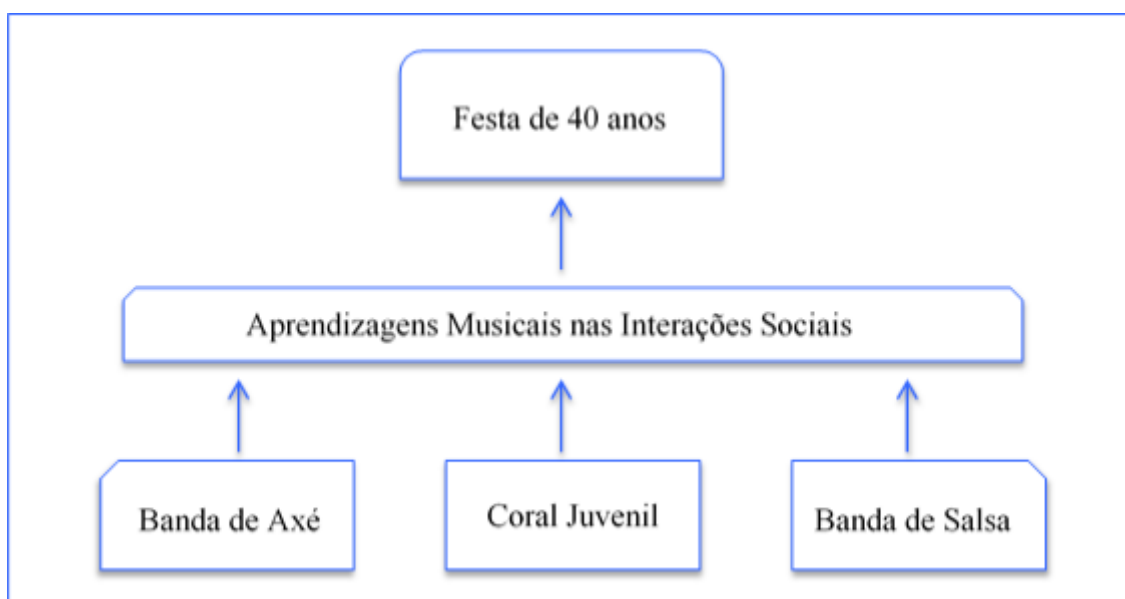 Festa de 40 anos
Aprendizagens Musicais nas Interações Sociais
Banda de Axé
Coral Juvenil
Banda de Salsa